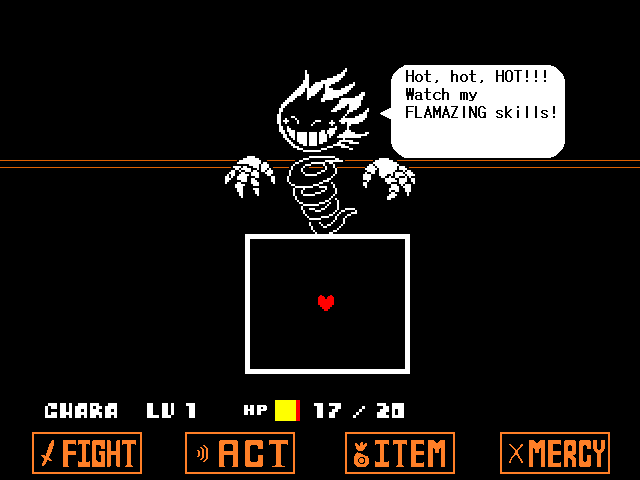 Hot, hot, HOT!!!
Watch my
FLAMAZING skills!
CHARA LV 1 HP 17 / 20
FIGHT ACT ITEM MERCY